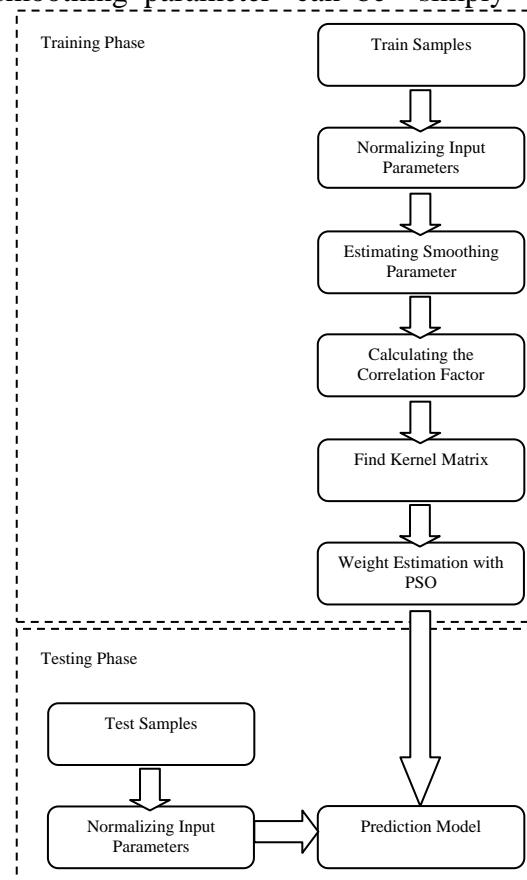 smoothing parameter can be simply
Training Phase
Train Samples
Normalizing Input
Parameters
Estimating Smoothing
Parameter
Calculating the
Correlation Factor
Find Kernel Matrix
Weight Estimation with
PSO
Testing Phase
Test Samples
Normalizing Input
Parameters
Prediction Model